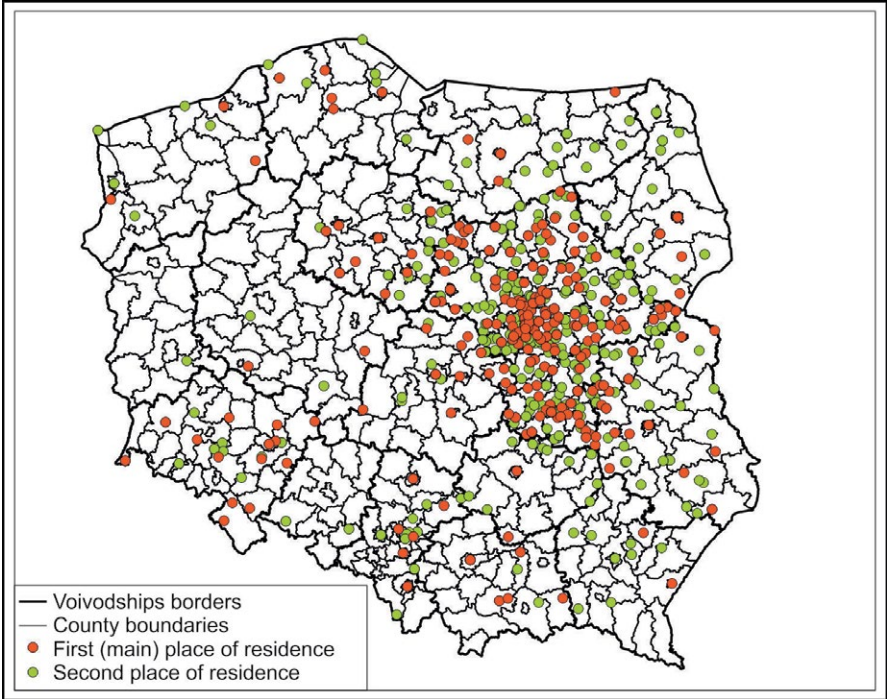 Voivodships borders
County boundaries
First (main) place of residence
Second place of residence